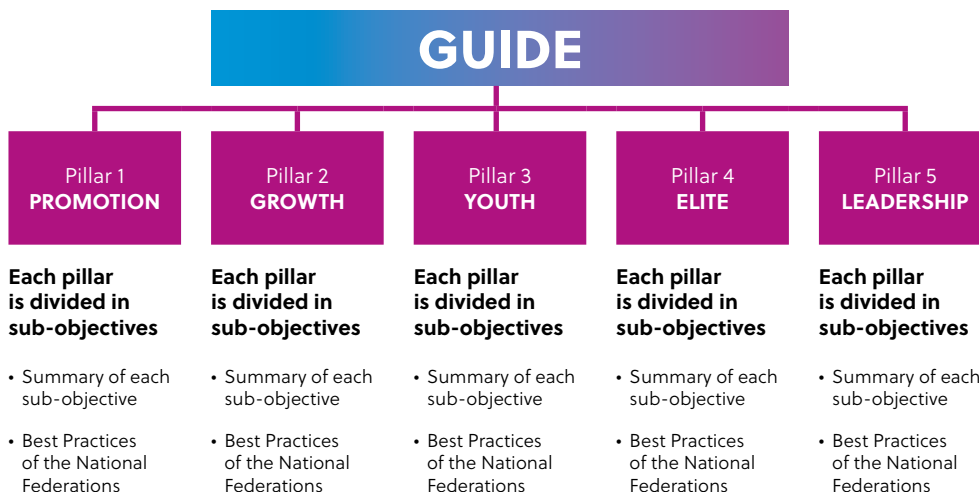 GUIDE
Pillar 1
PROMOTION
Each pillar
is divided in
sub-objectives
• Summary of each
sub-objective
• Best Practices
of the National
Federations
Pillar 2
GROWTH
Each pillar
is divided in
sub-objectives
• Summary of each
sub-objective
• Best Practices
of the National
Federations
Pillar 3
YOUTH
Each pillar
is divided in
sub-objectives
• Summary of each
sub-objective
• Best Practices
of the National
Federations
Pillar 4
ELITE
Each pillar
is divided in
sub-objectives
• Summary of each
sub-objective
• Best Practices
of the National
Federations
Pillar 5
LEADERSHIP
Each pillar
is divided in
sub-objectives
• Summary of each
sub-objective
• Best Practices
of the National
Federations